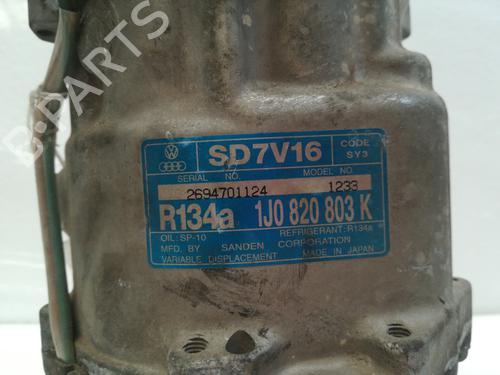 B-PARTS
SD7V16
CODE
SY3
SERIAL NO.
MODEL NO.
2694701124
1233
R134a 1J0 820 803 K
OIL: SP-10
REFRIGERANT: R134a
MFD. BY SANDEN CORPORATION
VARIABLE DISPLACEMENT
MADE IN JAPAN